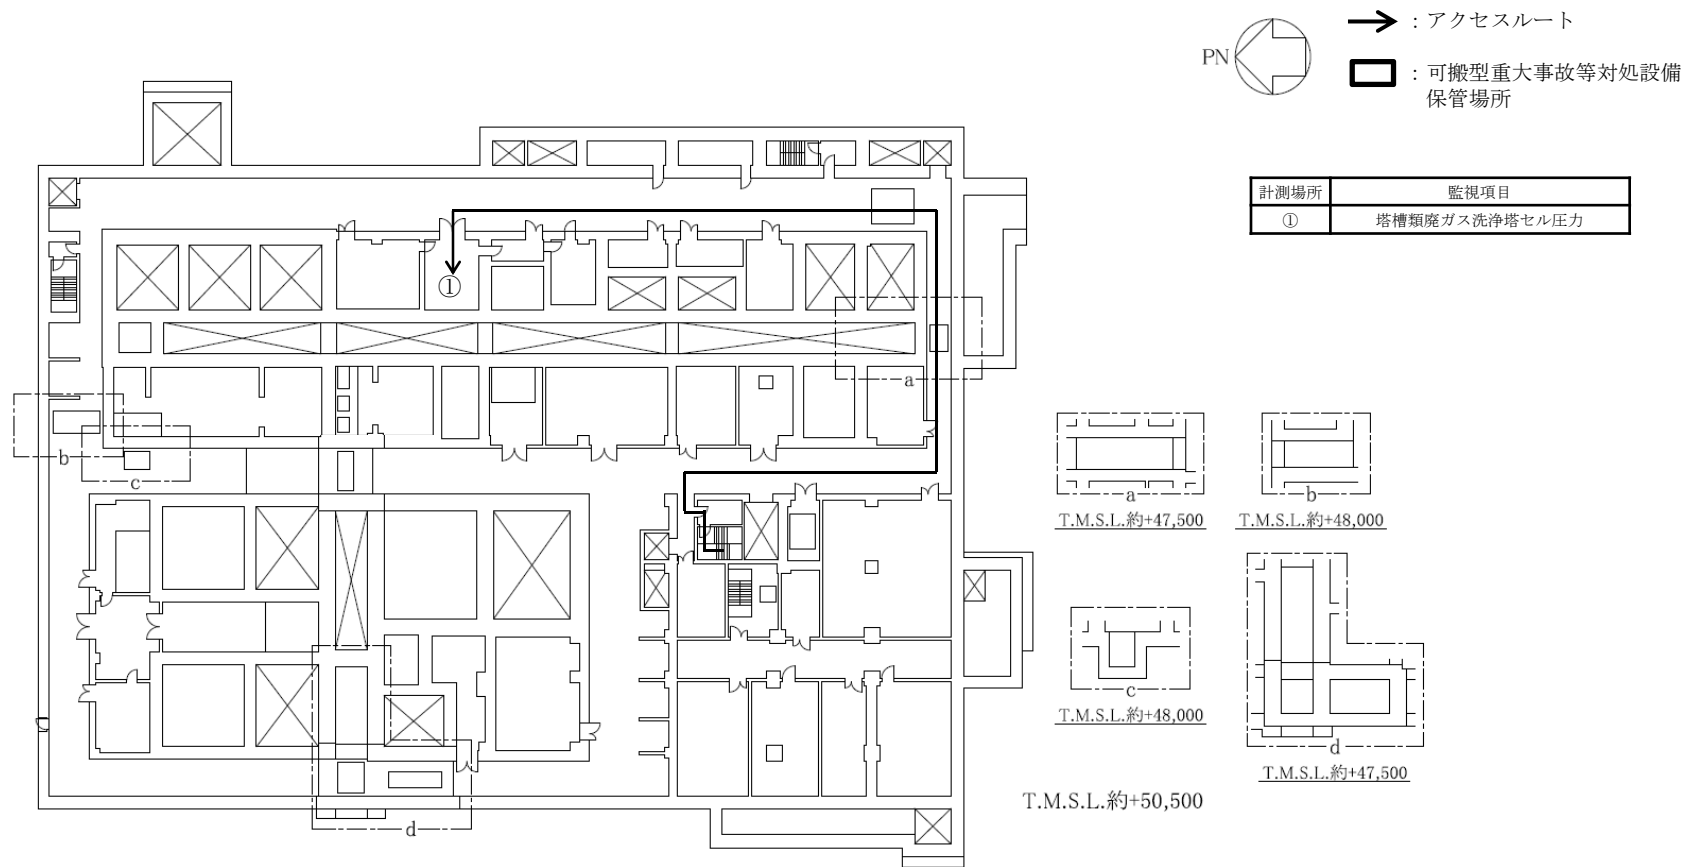 PN
：アクセスルート
：可搬型重大事故等対処設備
保管場所
計測場所 監視項目
① 塔槽類廃ガス洗浄塔セル圧力
①
a
b
c
d
a
T.M.S.L.約+47,500
b
T.M.S.L.約+48,000
c
T.M.S.L.約+48,000
d
T.M.S.L.約+47,500
T.M.S.L.約+50,500